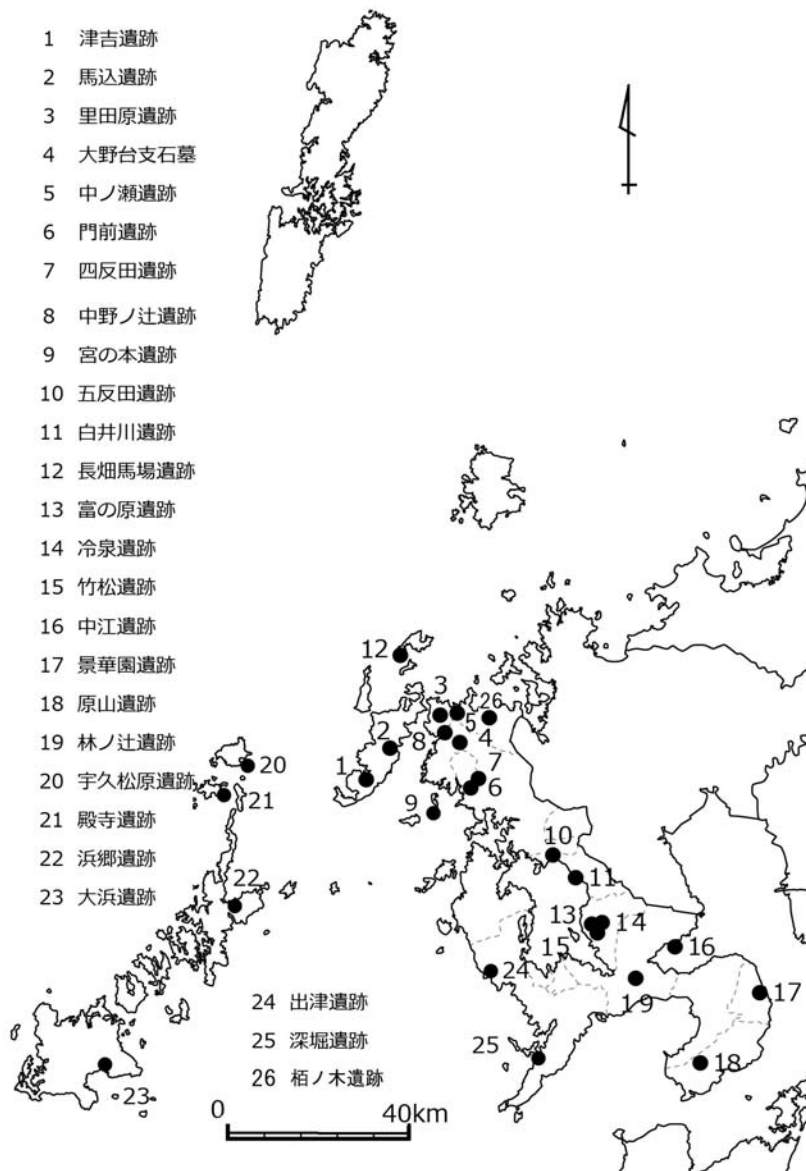 1 津吉遺跡
2 馬込遺跡
3 里田原遺跡
4 大野台支石墓
5 中ノ瀬遺跡
6 門前遺跡
7 四反田遺跡
8 中野ノ辻遺跡
9 宮の本遺跡
10 五反田遺跡
11 白井川遺跡
12 長畑馬場遺跡
13 富の原遺跡
14 冷泉遺跡
15 竹松遺跡
16 中江遺跡
17 景華園遺跡
18 原山遺跡
19 林ノ辻遺跡
20 宇久松原遺跡
21 殿寺遺跡
22 浜郷遺跡
23 大浜遺跡
24 出津遺跡
25 深堀遺跡
26 栢ノ木遺跡
12
3
26
5
2
8
4
1
7
20
6
21
9
10
11
22
13
14
15
16
24
17
19
25
18
23
0 40km